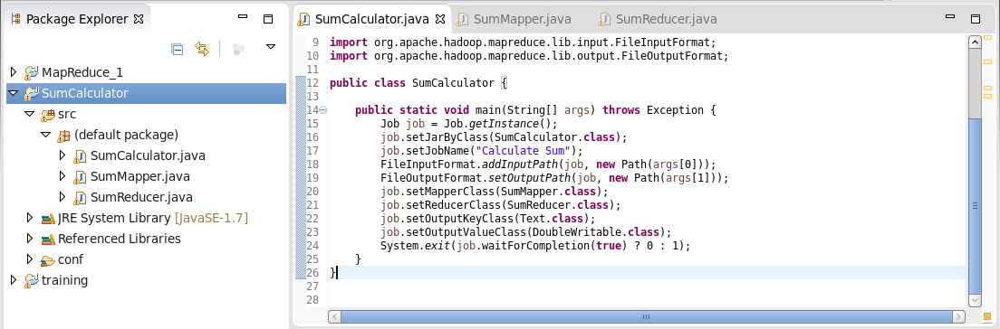 Package Explorer
MapReduce_1
SumCalculator
src
(default package)
SumCalculator.java
SumMapper.java
SumReducer.java
JRE System Library [JavaSE-1.7]
Referenced Libraries
conf
training
SumCalculator.java SumMapper.java SumReducer.java
9 import org.apache.hadoop.mapreduce.lib.input.FileInputFormat;
10 import org.apache.hadoop.mapreduce.lib.output.FileOutputFormat;
11
12 public class SumCalculator {
13
14 public static void main(String[] args) throws Exception {
15 Job job = Job.getInstance();
16 job.setJarByClass(SumCalculator.class);
17 job.setJobName("Calculate Sum");
18 FileInputFormat.addInputPath(job, new Path(args[0]));
19 FileOutputFormat.setOutputPath(job, new Path(args[1]));
20 job.setMapperClass(SumMapper.class);
21 job.setReducerClass(SumReducer.class);
22 job.setOutputKeyClass(Text.class);
23 job.setOutputValueClass(DoubleWritable.class);
24 System.exit(job.waitForCompletion(true) ? 0 : 1);
25 }
26 }
27
28